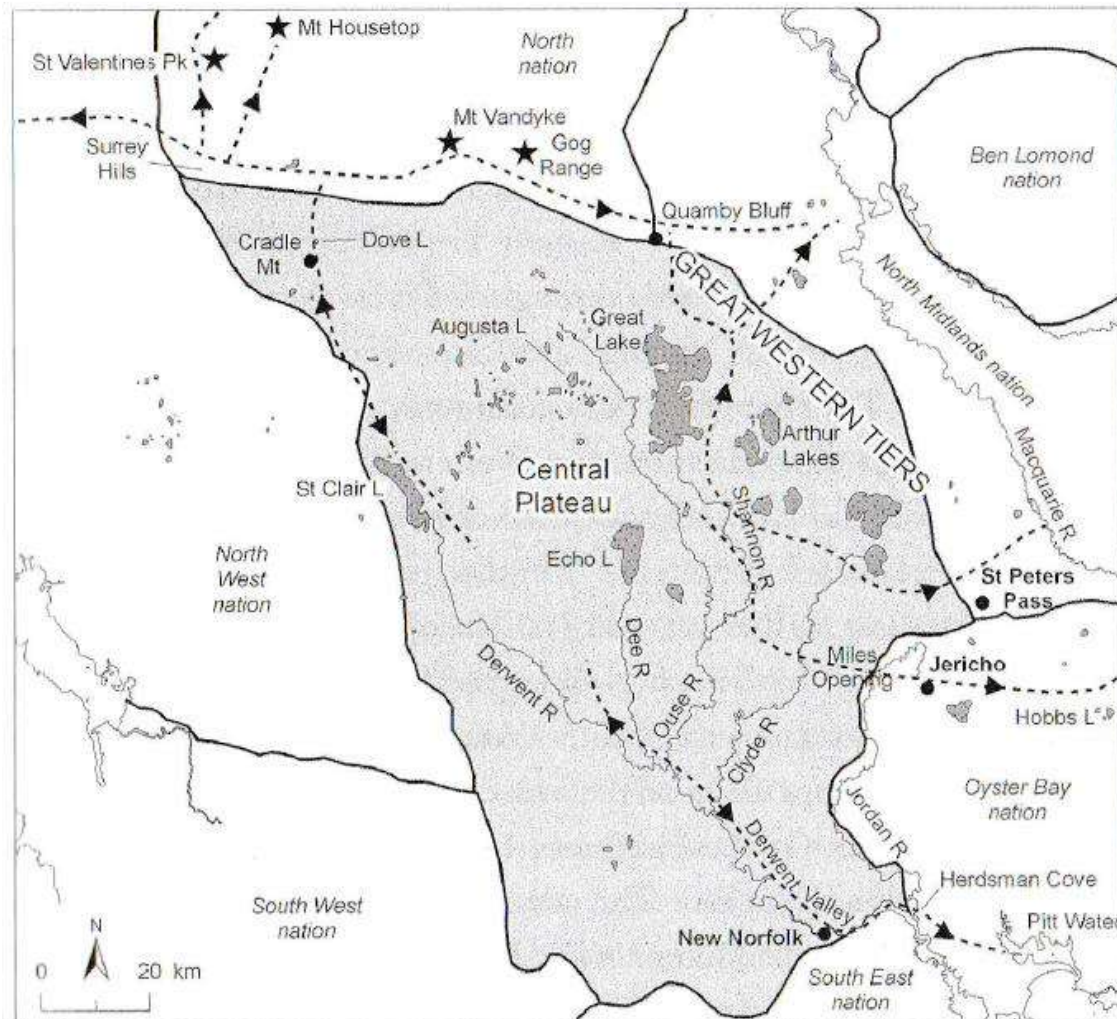 Mt Housetop
St Valentines Pk
North
nation
Mt Vandyke
Gog
Range
Surrey
Hills
Ben Lomond
nation
Quamby Bluff
Cradle
Mt
Dove L
GREAT WESTERN TIERS
North Midlands nation
Augusta L
Great
Lake
Arthur
Lakes
Macquarie R
Central
Plateau
St Clair L
Shannon R
Echo L
North
West
nation
St Peters
Pass
Dee R
Derwent R
Ouse R
Miles
Opening
Jericho
Hobbs L
Clyde R
Oyster Bay
nation
Jordan R
Derwent Valley
Herdsman Cove
South West
nation
Pitt Water
New Norfolk
N
0 20 km
South East
nation